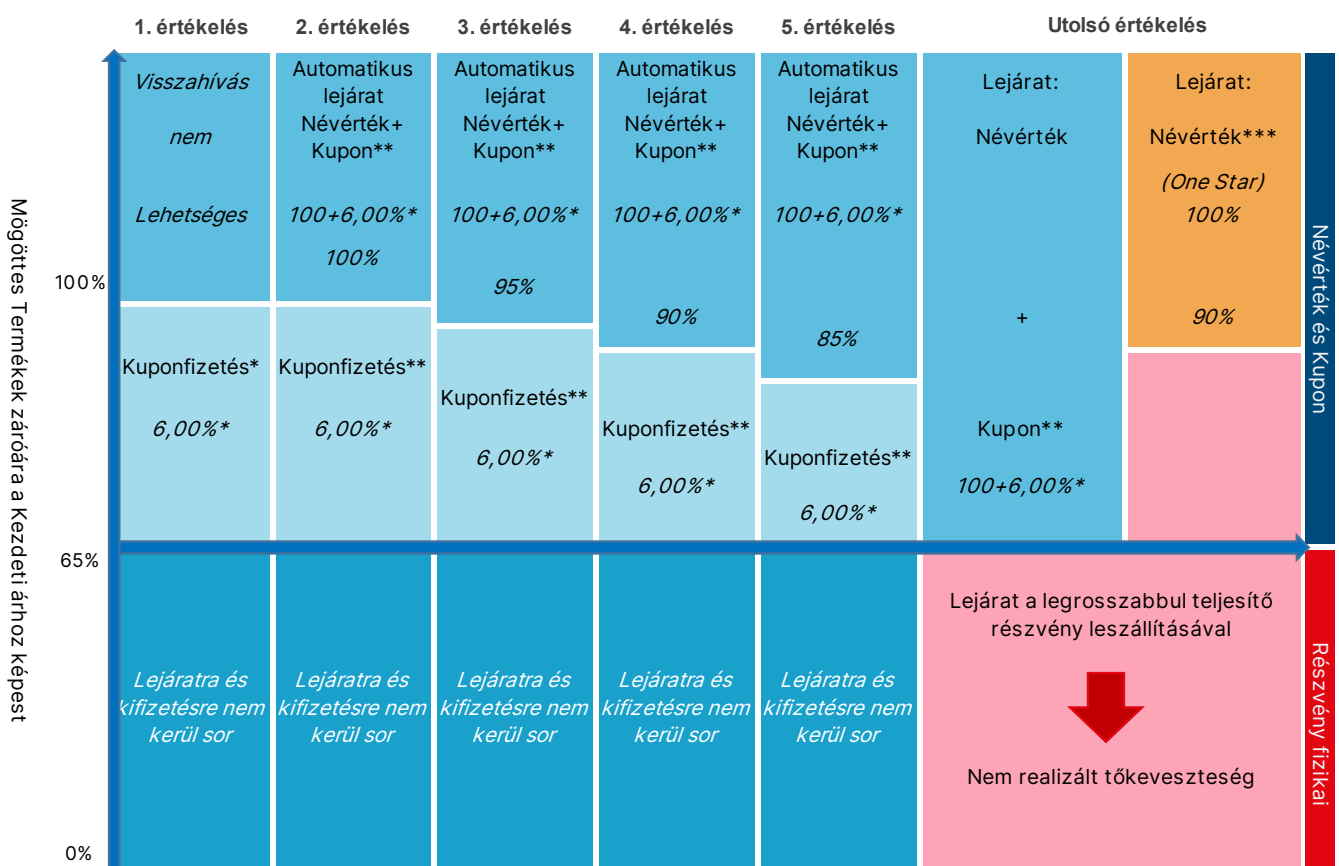 1. értékelés
2. értékelés
3. értékelés
4. értékelés
5. értékelés
Utolsó értékelés
Mögöttes Termékek záróára a Kezdeti árhoz képest
100%
65%
0%
Visszahívás
nem
Lehetséges
Kuponfizetés*
6,00%*
Lejáratra és
kifizetésre nem
kerül sor
Automatikus
lejárat
Névérték+
Kupon**
100+6,00%*
100%
Kuponfizetés**
6,00%*
Lejáratra és
kifizetésre nem
kerül sor
Automatikus
lejárat
Névérték+
Kupon**
100+6,00%*
95%
Kuponfizetés**
6,00%*
Lejáratra és
kifizetésre nem
kerül sor
Automatikus
lejárat
Névérték+
Kupon**
100+6,00%*
90%
Kuponfizetés**
6,00%*
Lejáratra és
kifizetésre nem
kerül sor
Automatikus
lejárat
Névérték+
Kupon**
100+6,00%*
85%
Kuponfizetés**
6,00%*
Lejáratra és
kifizetésre nem
kerül sor
Lejárat:
Névérték
+
Kupon**
100+6,00%*
Lejárat:
Névérték***
(One Star)
100%
90%
Lejárat a legrosszabbul teljesítő
részvény leszállításával
Nem realizált tőkeveszteség
Névérték és Kupon
Részvény fizikai